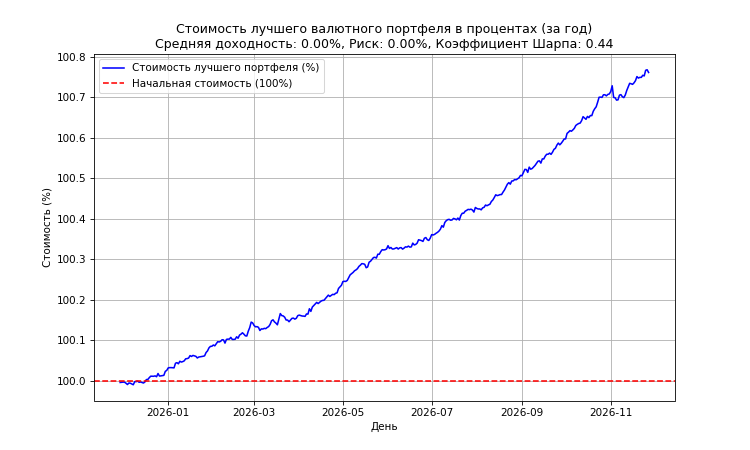 Стоимость лучшего валютного портфеля в процентах (за год)
Средняя доходность: 0.00%, Риск: 0.00%, Коэффициент Шарпа: 0.44
Стоимость лучшего портфеля (%)
Начальная стоимость (100%)
Стоимость (%)
100.8
100.7
100.6
100.5
100.4
100.3
100.2
100.1
100.0
2026-01
2026-03
2026-05
2026-07
2026-09
2026-11
День